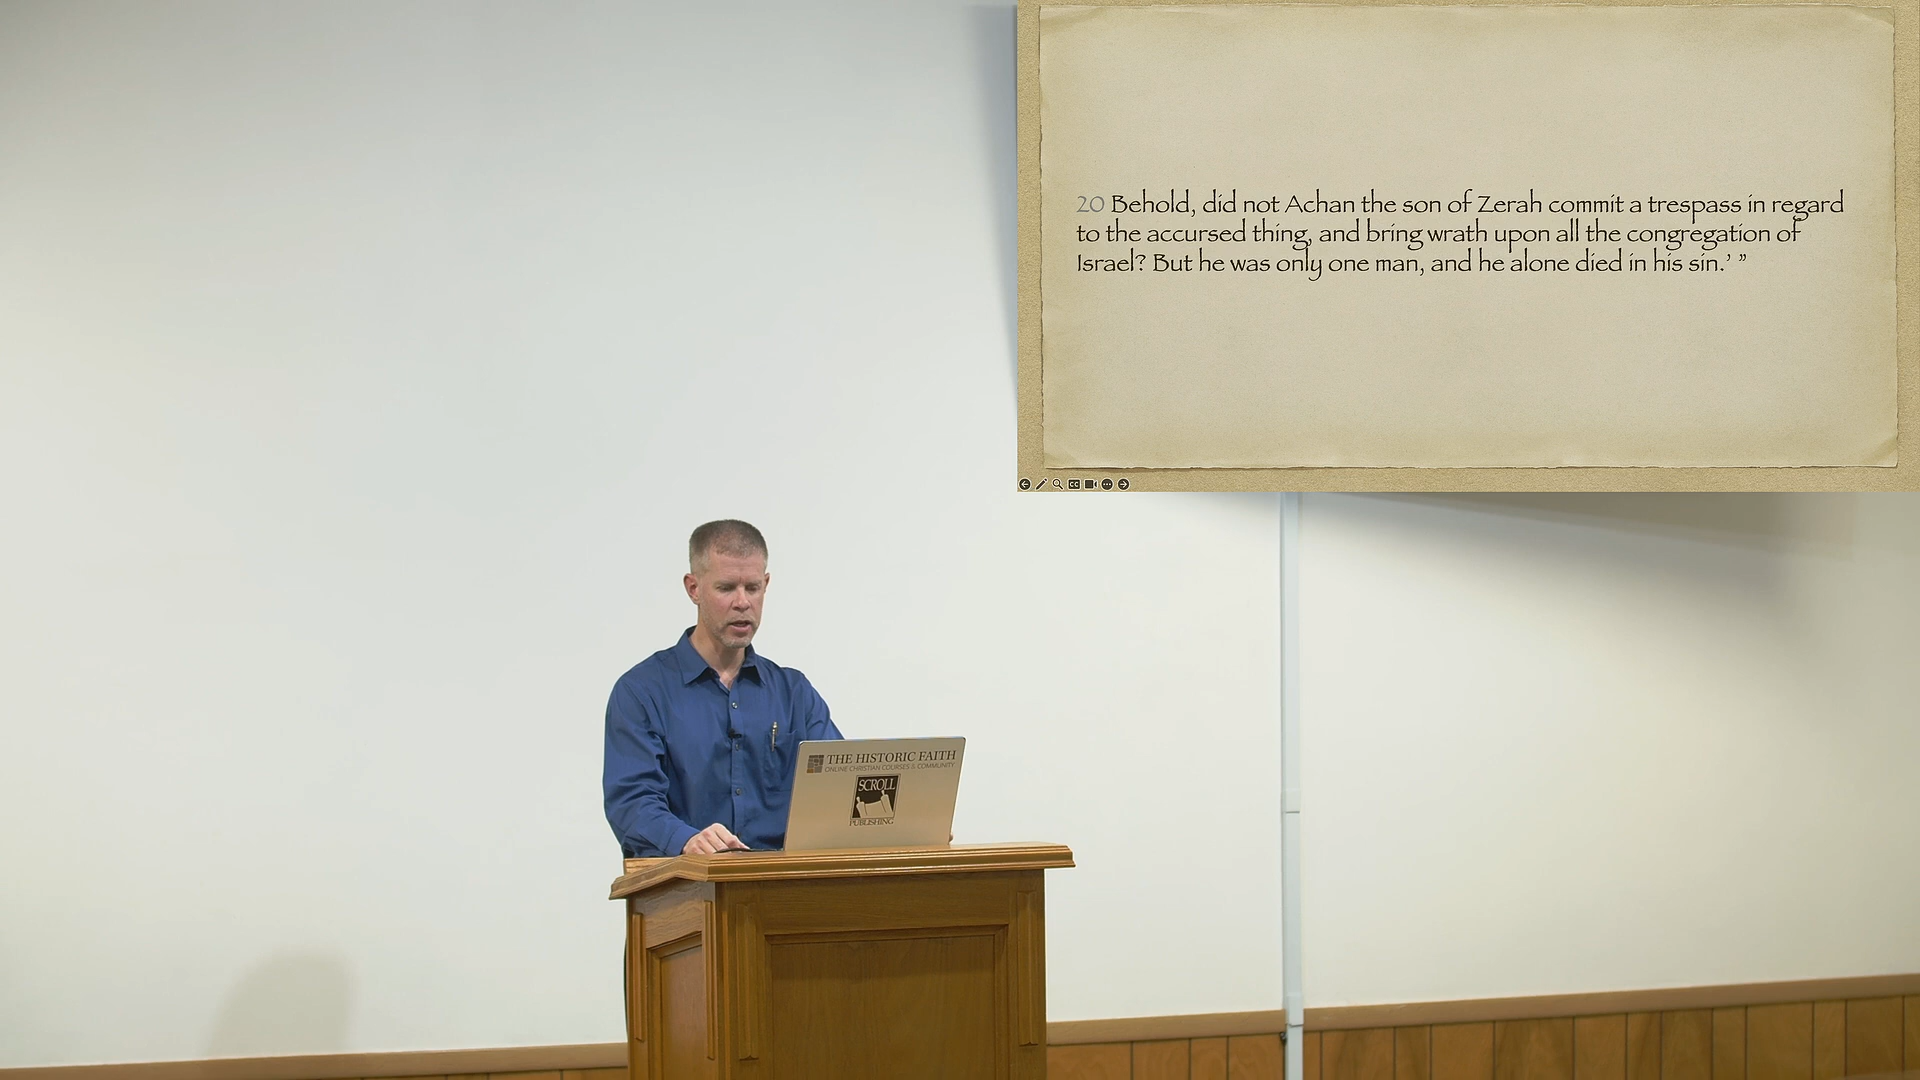 20 Behold, did not Achan the son of Zerah commit a trespass in regard
to the accursed thing, and bring wrath upon all the congregation of
Israel? But he was only one man, and he alone died in his sin.’ ”
CC
THE HISTORIC FAITH
ONLINE CHRISTIAN COURSES & COMMUNITY
SCROLL
PUBLISHING